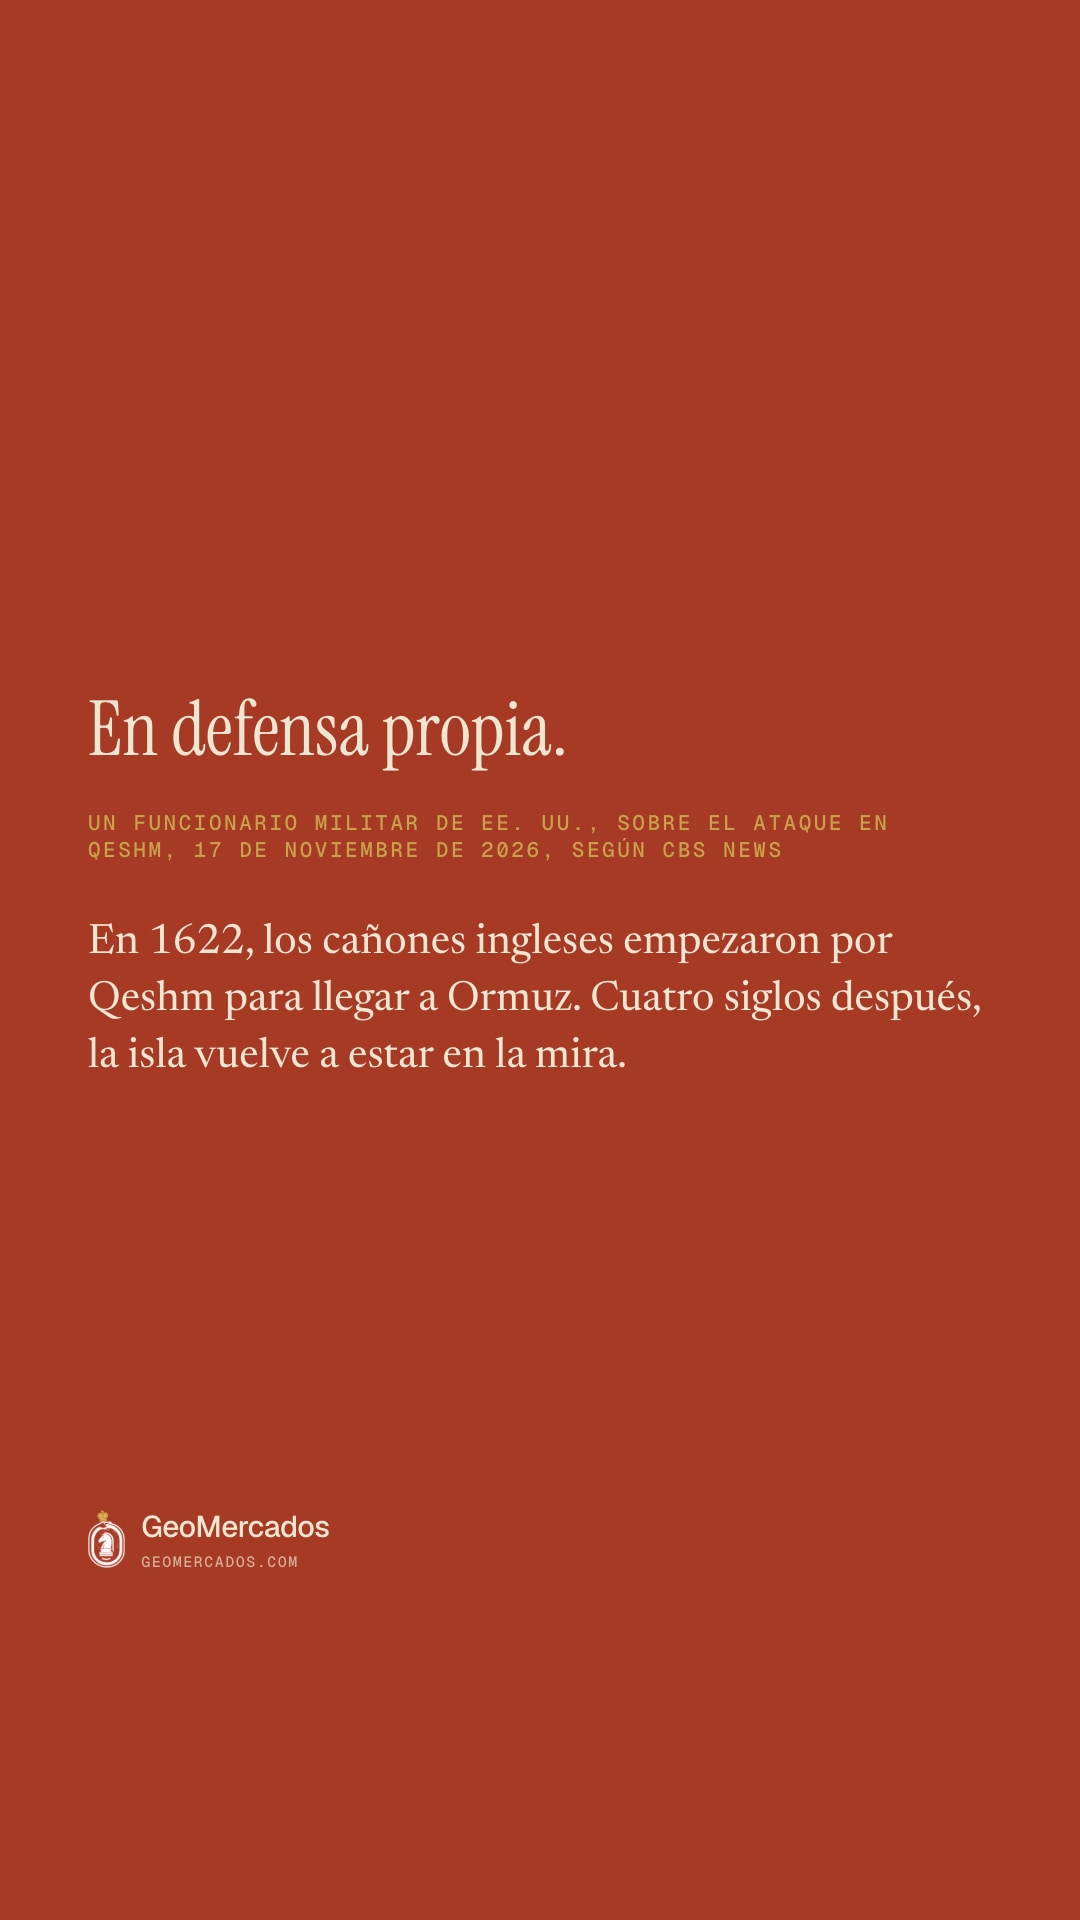 En defensa propia.
UN FUNCIONARIO MILITAR DE EE. UU., SOBRE EL ATAQUE EN
QESHM, 17 DE NOVIEMBRE DE 2026, SEGÚN CBS NEWS
En 1622, los cañones ingleses empezaron por
Qeshm para llegar a Ormuz. Cuatro siglos después,
la isla vuelve a estar en la mira.
GeoMercados
GEOMERCADOS.COM